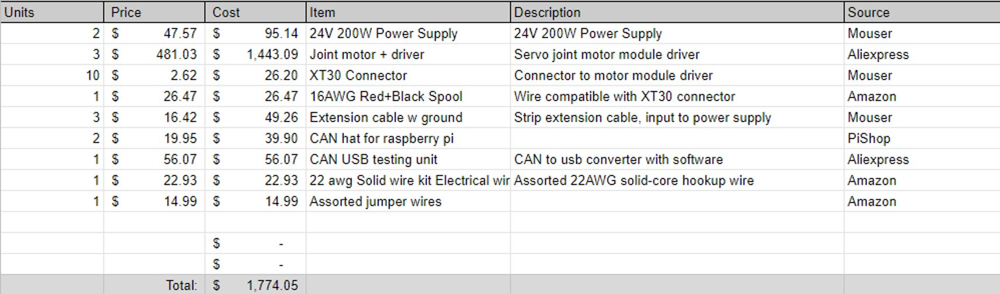 Units Price Cost Item Description Source
2 $ 47.57 $ 95.14 24V 200W Power Supply 24V 200W Power Supply Mouser
3 $ 481.03 $ 1,443.09 Joint motor + driver Servo joint motor module driver Aliexpress
10 $ 2.62 $ 26.20 XT30 Connector Connector to motor module driver Mouser
1 $ 26.47 $ 26.47 16AWG Red+Black Spool Wire compatible with XT30 connector Amazon
3 $ 16.42 $ 49.26 Extension cable w ground Strip extension cable, input to power supply Mouser
2 $ 19.95 $ 39.90 CAN hat for raspberry pi PiShop
1 $ 56.07 $ 56.07 CAN USB testing unit CAN to usb converter with software Aliexpress
1 $ 22.93 $ 22.93 22 awg Solid wire kit Electrical wir Assorted 22AWG solid-core hookup wire Amazon
1 $ 14.99 $ 14.99 Assorted jumper wires Amazon
$ -
$ -
Total: $ 1,774.05